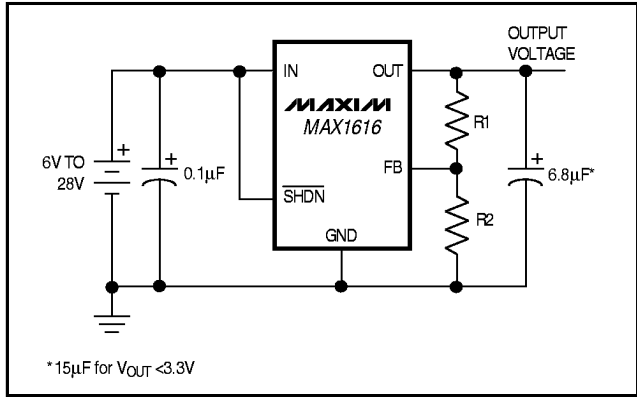 OUTPUT
VOLTAGE
IN
OUT
MAXIM
MAX1616
R1
6V TO
28V
+
0.1µF
+
FB
6.8µF*
+
SHDN
R2
GND
*15µF for VOUT <3.3V